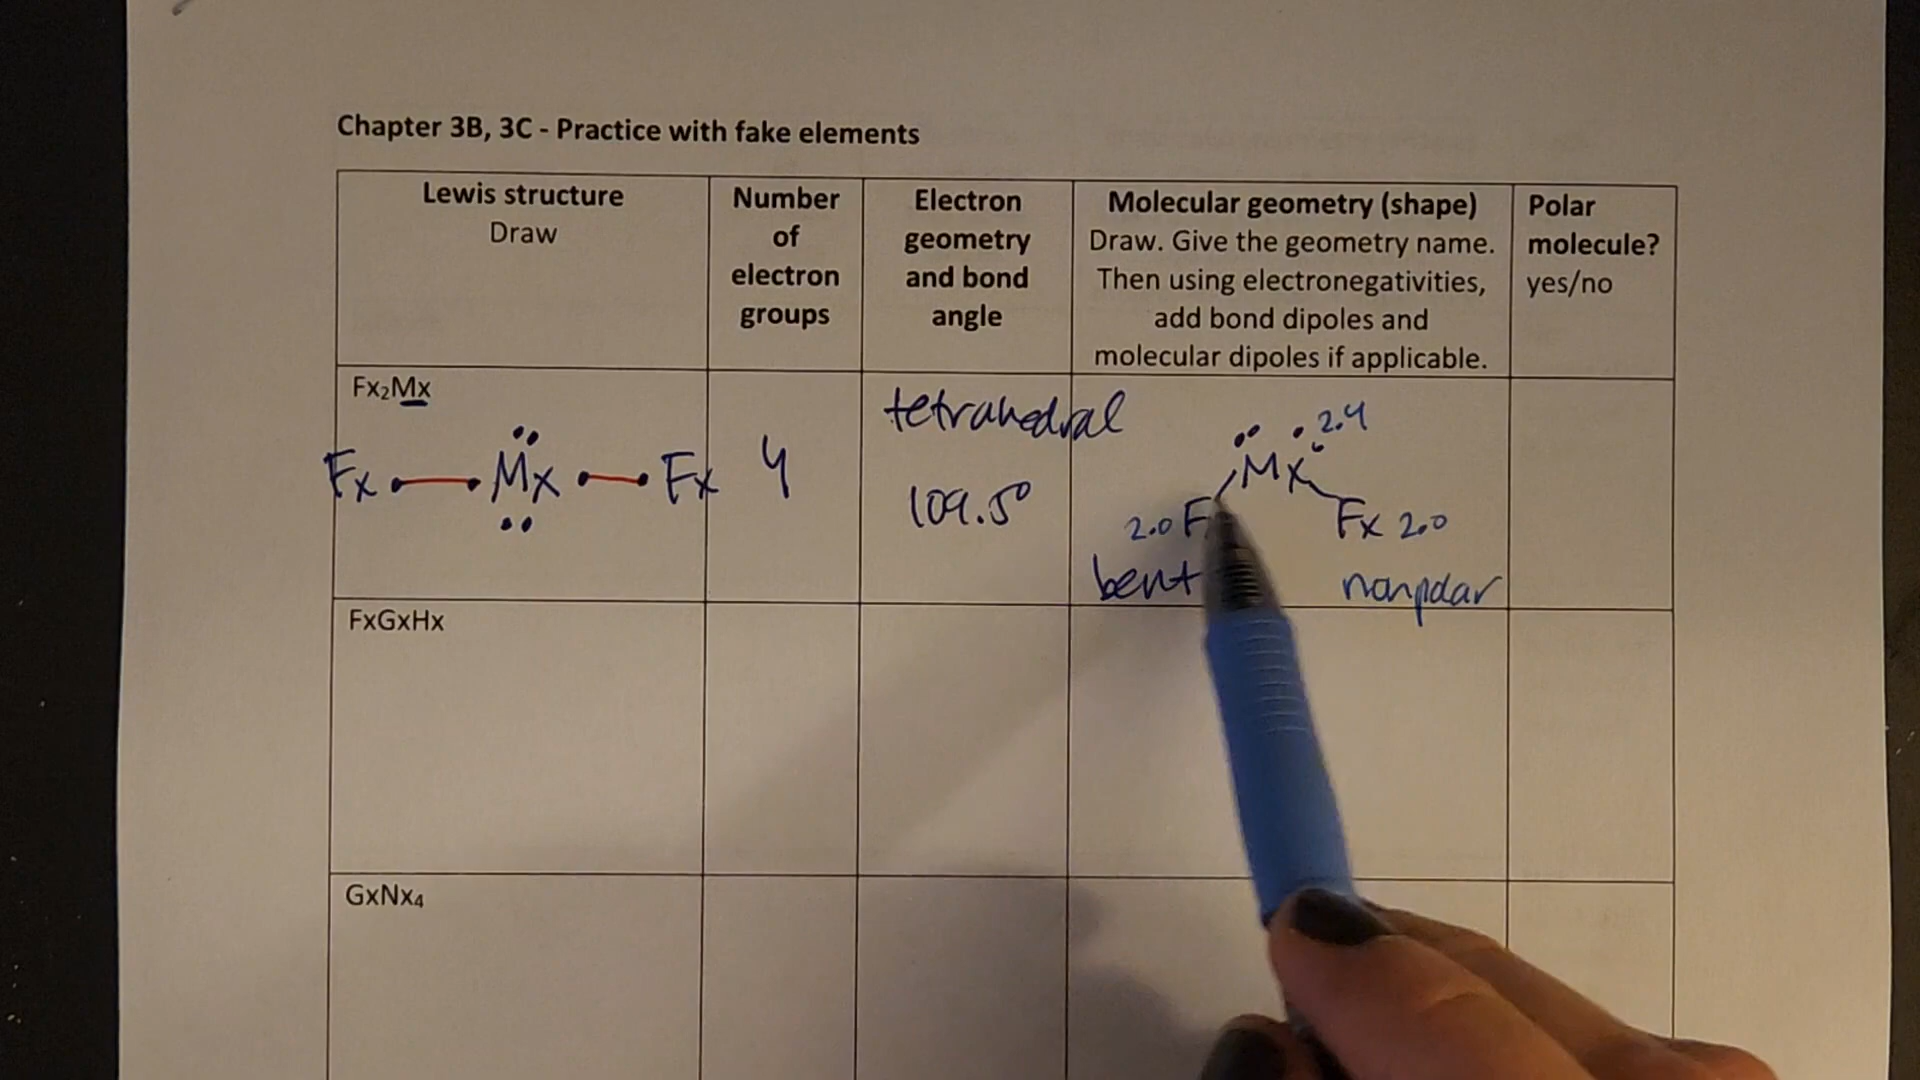 Chapter 3B, 3C - Practice with fake elements
Lewis structure
Draw
Number
of
electron
groups
Electron
geometry
and bond
angle
Molecular geometry (shape)
Draw. Give the geometry name.
Then using electronegativities,
add bond dipoles and
molecular dipoles if applicable.
Polar
molecule?
yes/no
Fx₂Mx
Fx Mx Fx
4
tetrahedral
109.5°
2.4
Mx
2.0 F
Fx 2.0
bent
nonpolar
FxGxHx
GxNx₄